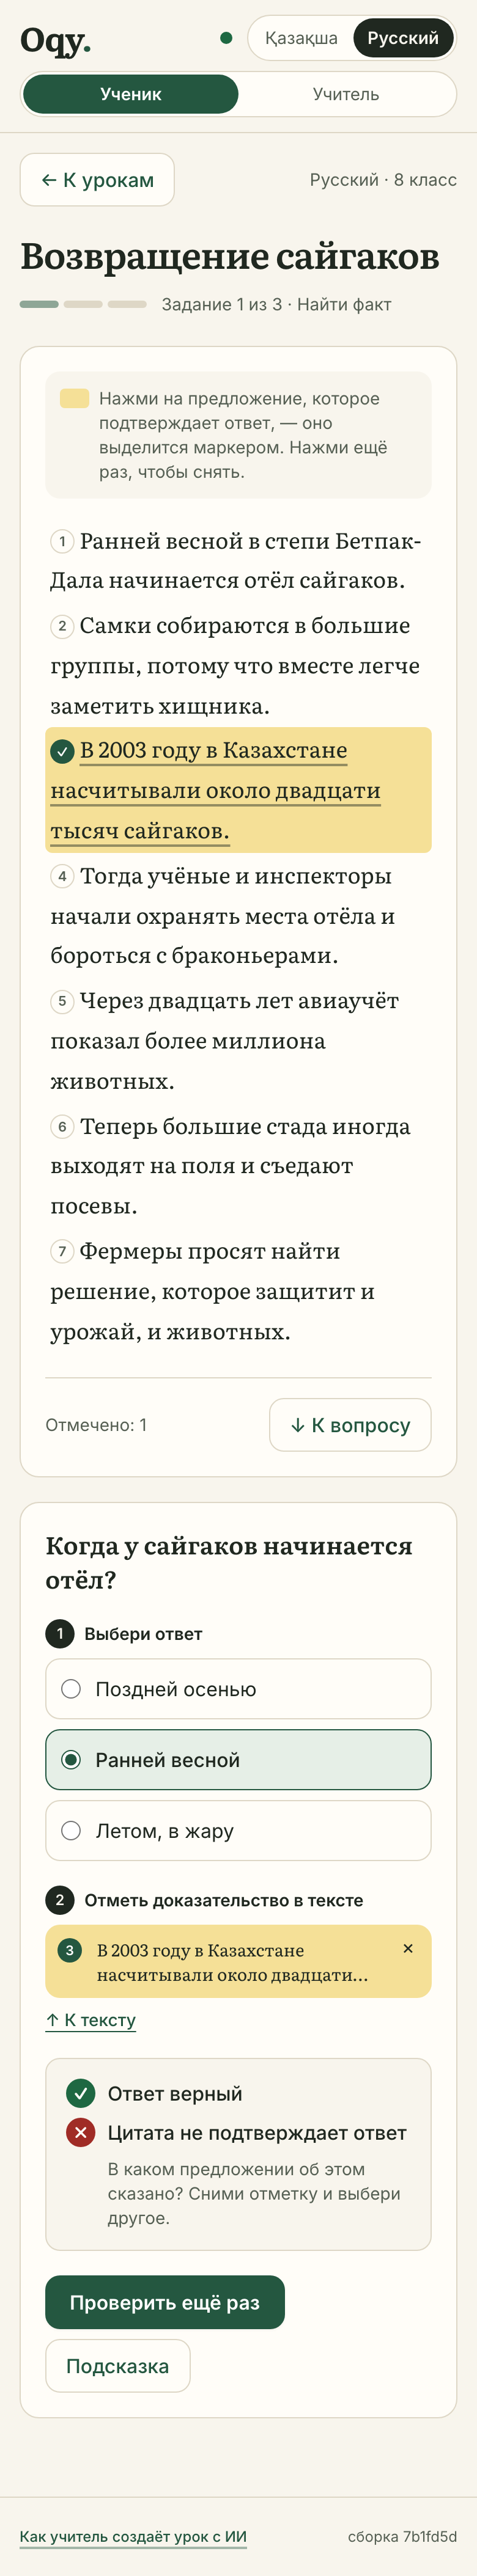 Oqy.
Қазақша
Русский
Ученик
Учитель
← К урокам
Русский · 8 класс
Возвращение сайгаков
Задание 1 из 3 · Найти факт
Нажми на предложение, которое
подтверждает ответ, — оно
выделится маркером. Нажми ещё
раз, чтобы снять.
1 Ранней весной в степи Бетпак-
Дала начинается отёл сайгаков.
2 Самки собираются в большие
группы, потому что вместе легче
заметить хищника.
В 2003 году в Казахстане
насчитывали около двадцати
тысяч сайгаков.
4 Тогда учёные и инспекторы
начали охранять места отёла и
бороться с браконьерами.
5 Через двадцать лет авиаучёт
показал более миллиона
животных.
6 Теперь большие стада иногда
выходят на поля и съедают
посевы.
7 Фермеры просят найти
решение, которое защитит и
урожай, и животных.
Отмечено: 1
↓ К вопросу
Когда у сайгаков начинается
отёл?
1 Выбери ответ
Поздней осенью
Ранней весной
Летом, в жару
2 Отметь доказательство в тексте
3 В 2003 году в Казахстане
насчитывали около двадцати…
↑ К тексту
Ответ верный
Цитата не подтверждает ответ
В каком предложении об этом
сказано? Сними отметку и выбери
другое.
Проверить ещё раз
Подсказка
Как учитель создаёт урок с ИИ
сборка 7b1fd5d